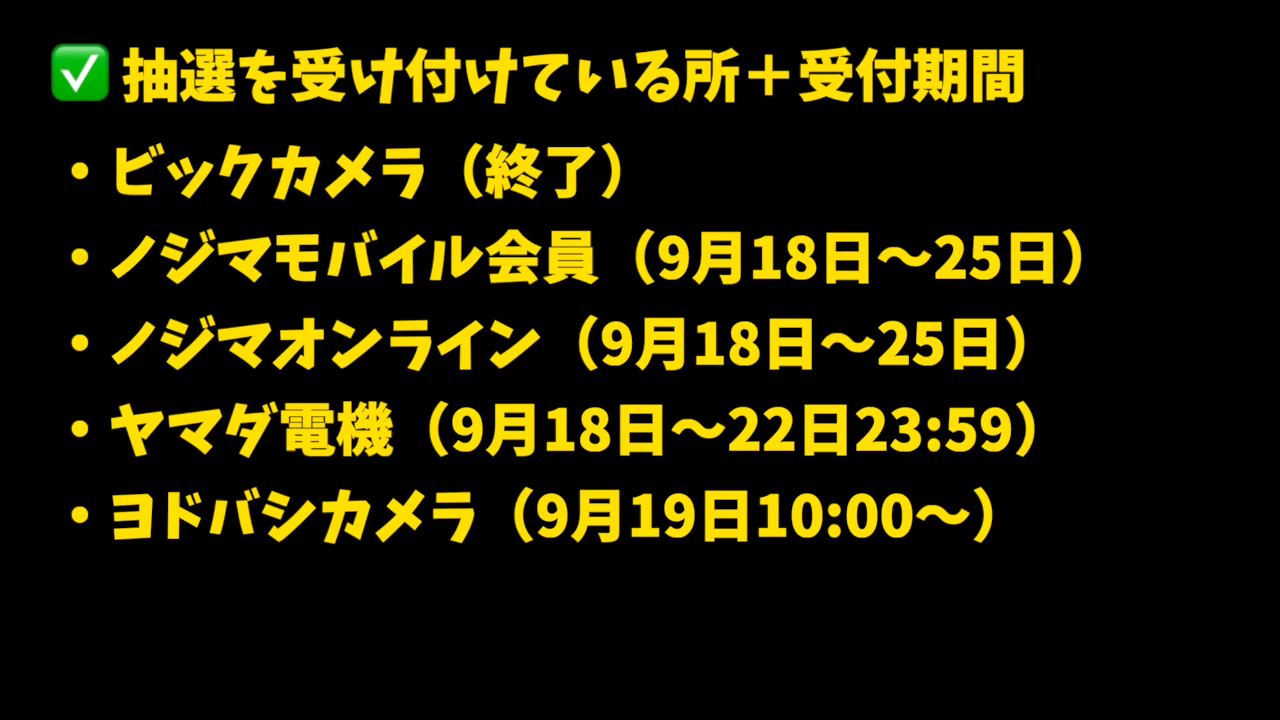 ✅ 抽選を受け付けている所＋受付期間
・ビックカメラ（終了）
・ノジマモバイル会員（9月18日〜25日）
・ノジマオンライン（9月18日〜25日）
・ヤマダ電機（9月18日〜22日23:59）
・ヨドバシカメラ（9月19日10:00〜）